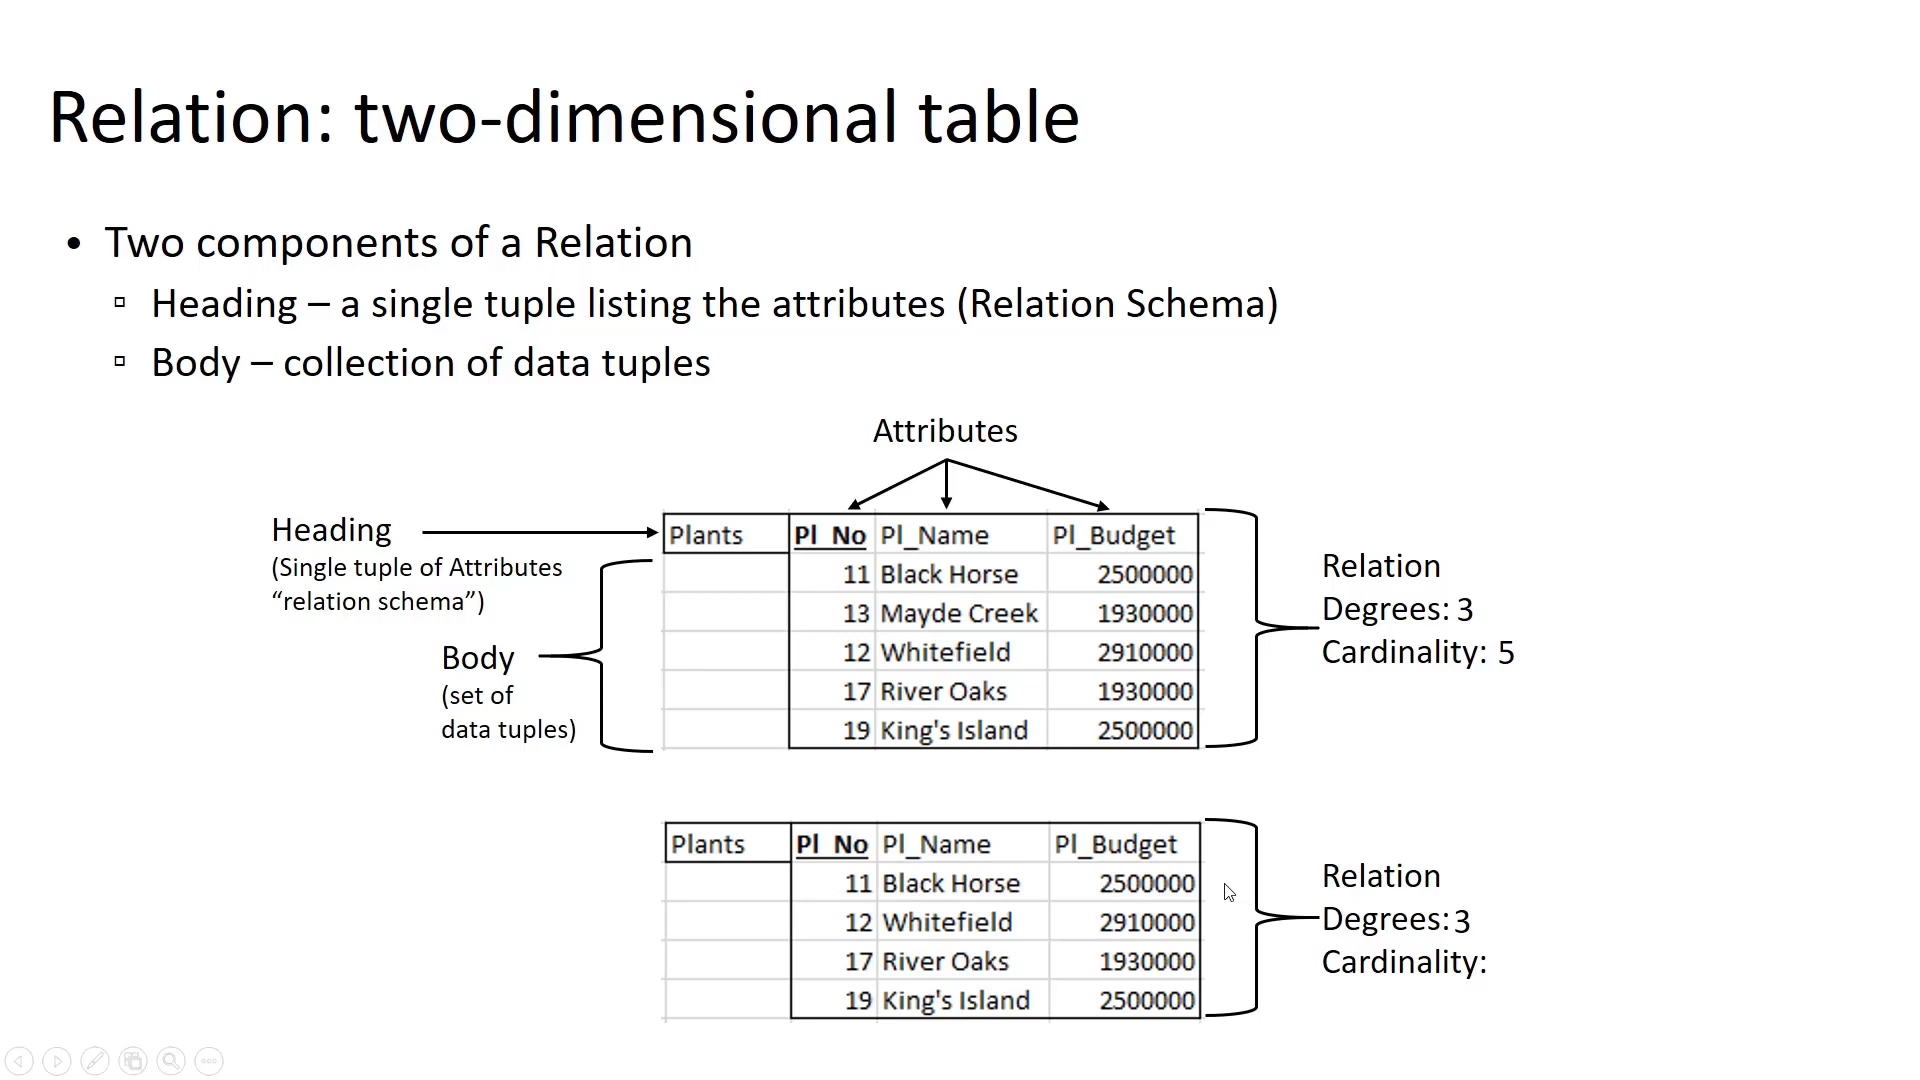 Relation: two-dimensional table
• Two components of a Relation
▫ Heading – a single tuple listing the attributes (Relation Schema)
▫ Body – collection of data tuples
Attributes
Heading
(Single tuple of Attributes
“relation schema”)
Body
(set of
data tuples)
Plants Pl_No Pl_Name Pl_Budget
11 Black Horse 2500000
13 Mayde Creek 1930000
12 Whitefield 2910000
17 River Oaks 1930000
19 King's Island 2500000
Relation
Degrees: 3
Cardinality: 5
Plants Pl_No Pl_Name Pl_Budget
11 Black Horse 2500000
12 Whitefield 2910000
17 River Oaks 1930000
19 King's Island 2500000
Relation
Degrees: 3
Cardinality: